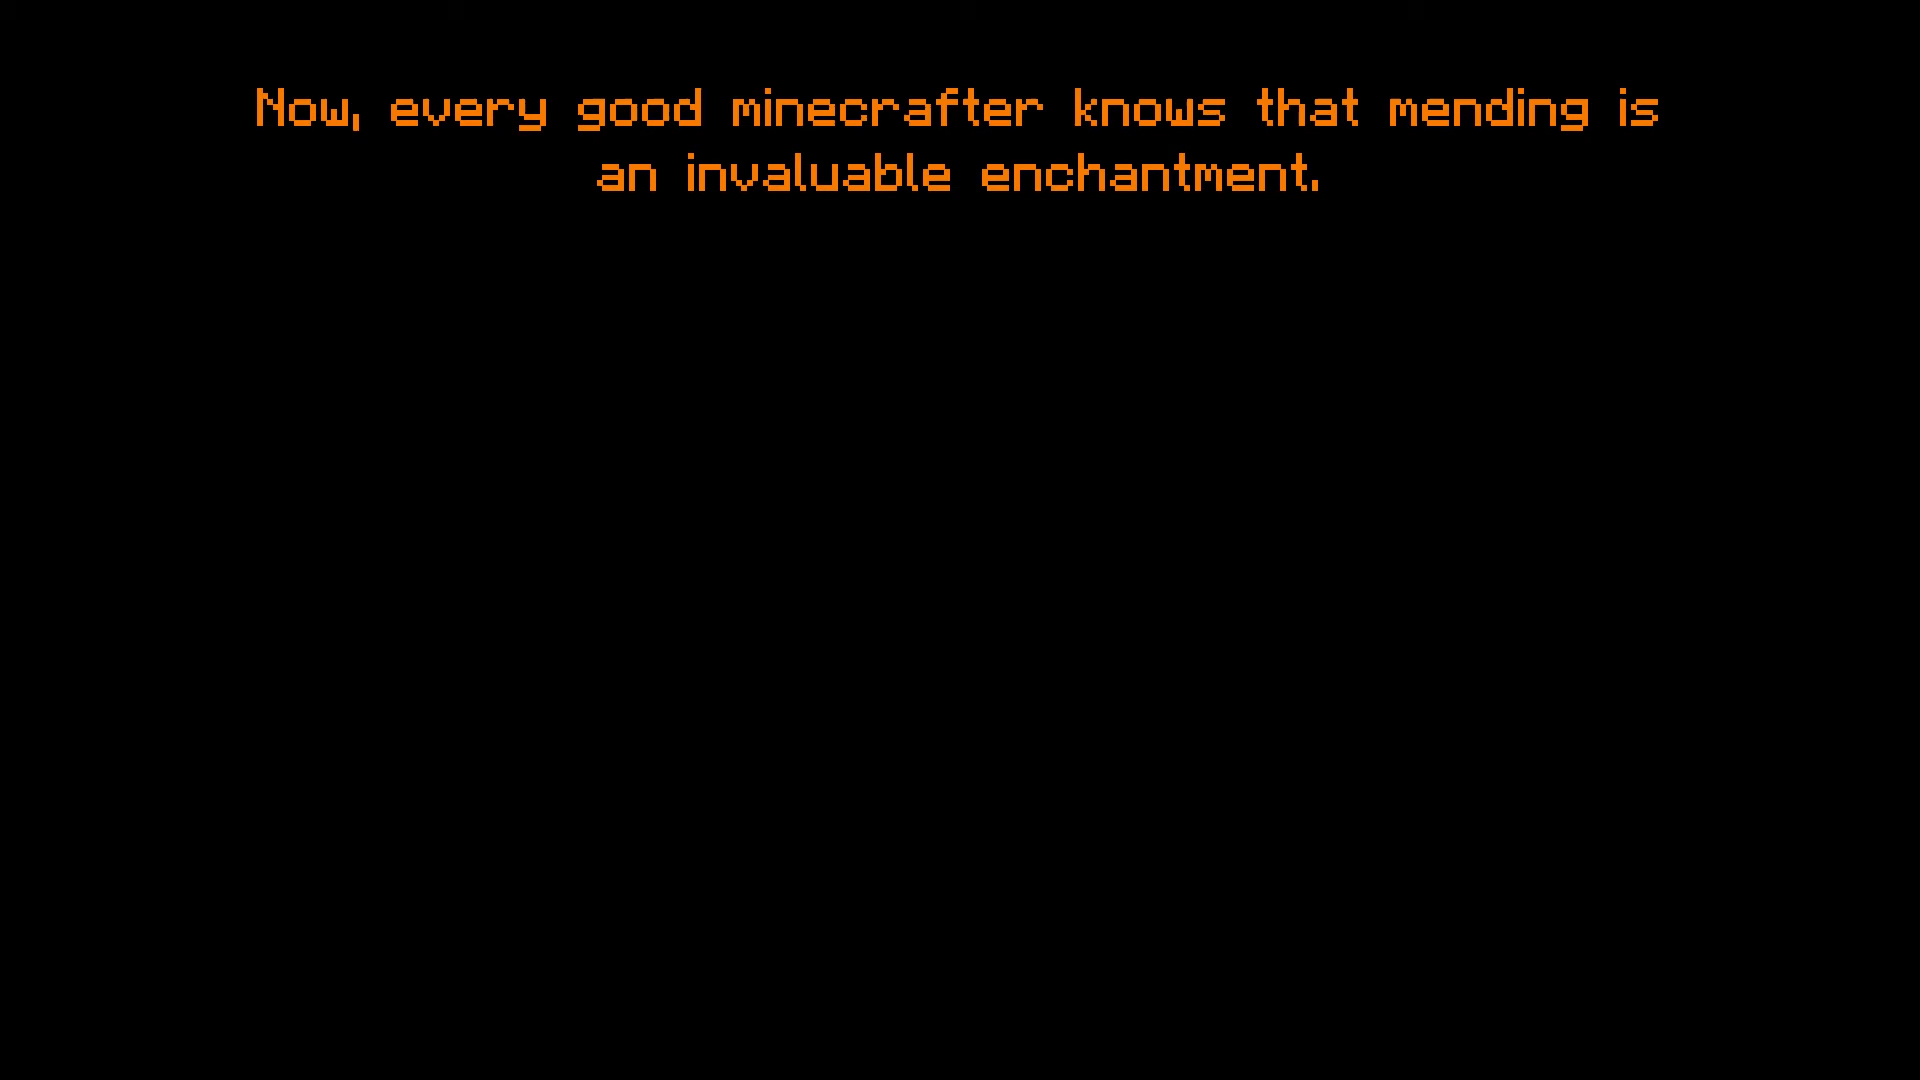 Now, every good minecrafter knows that mending is
an invaluable enchantment.